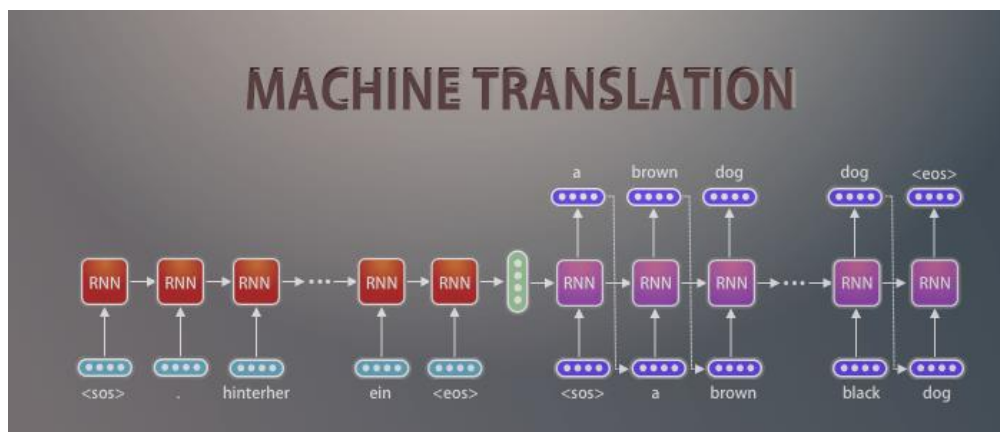 MACHINE TRANSLATION
a brown dog dog <eos>
RNN RNN RNN ... RNN RNN RNN RNN RNN ... RNN RNN
<sos> . hinterher ein <eos> <sos> a brown black dog